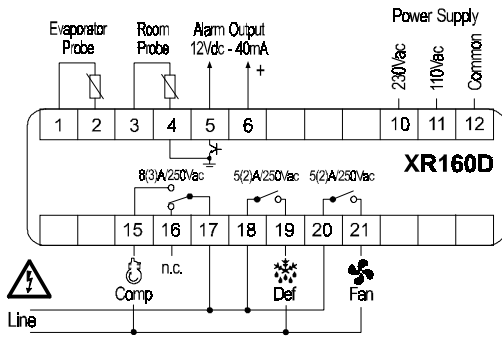 Power Supply
Evaporator Probe
Room Probe
Alarm Output
12Vdc - 40mA
+
230Vac
110Vac
Common
1 2 3 4 5 6 10 11 12
XR160D
8(3)A/250Vac 5(2)A/250Vac 5(2)A/250Vac
15 16 17 18 19 20 21
n.c.
Comp Def Fan
Line